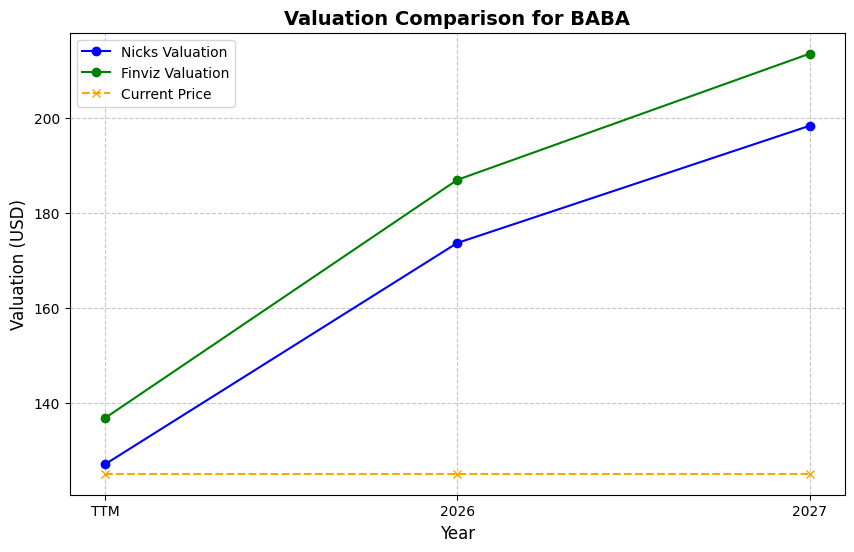 Valuation Comparison for BABA
Nicks Valuation
Finviz Valuation
Current Price
Valuation (USD)
200
180
160
140
TTM
2026
2027
Year